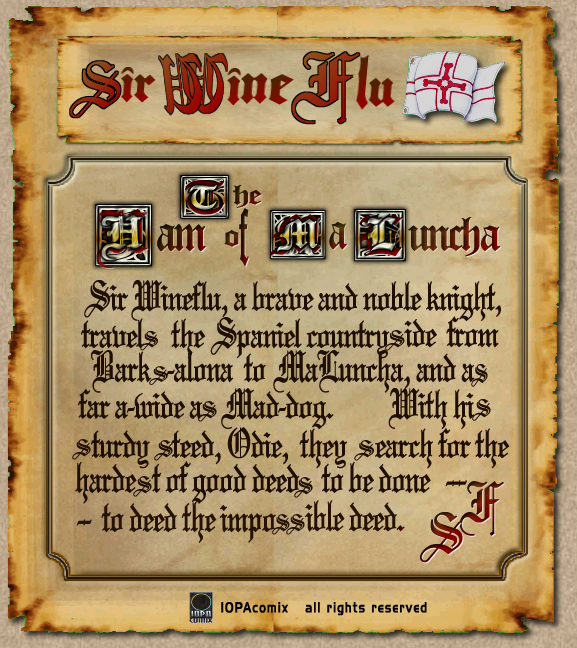 Sir Wine Flu
The
Ham of Ma Luncha
Sir Wineflu, a brave and noble knight,
travels the Spaniel countryside from
Barks-alona to MaLuncha, and as
far a-wide as Mad-dog. With his
sturdy steed, Odie, they search for the
hardest of good deeds to be done —
- to deed the impossible deed.
SF
IOPA
IOPAcomix all rights reserved